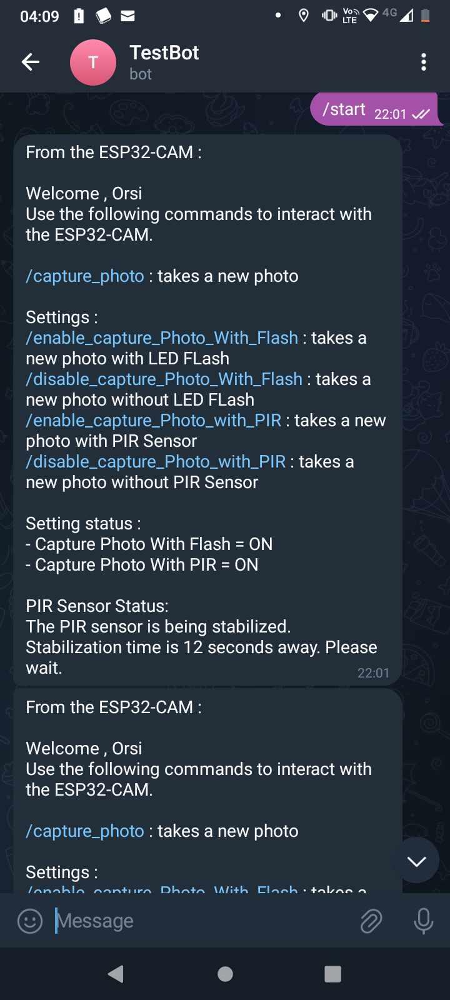 04:09
Vo
LTE
4G
T
TestBot
bot
/start 22:01
From the ESP32-CAM :
Welcome , Orsi
Use the following commands to interact with
the ESP32-CAM.
/capture_photo : takes a new photo
Settings :
/enable_capture_Photo_With_Flash : takes a
new photo with LED FLash
/disable_capture_Photo_With_Flash : takes a
new photo without LED FLash
/enable_capture_Photo_with_PIR : takes a new
photo with PIR Sensor
/disable_capture_Photo_with_PIR : takes a
new photo without PIR Sensor
Setting status :
- Capture Photo With Flash = ON
- Capture Photo With PIR = ON
PIR Sensor Status:
The PIR sensor is being stabilized.
Stabilization time is 12 seconds away. Please
wait.
22:01
From the ESP32-CAM :
Welcome , Orsi
Use the following commands to interact with
the ESP32-CAM.
/capture_photo : takes a new photo
Settings :
/enable_capture_Photo_With_Flash : takes a
Message